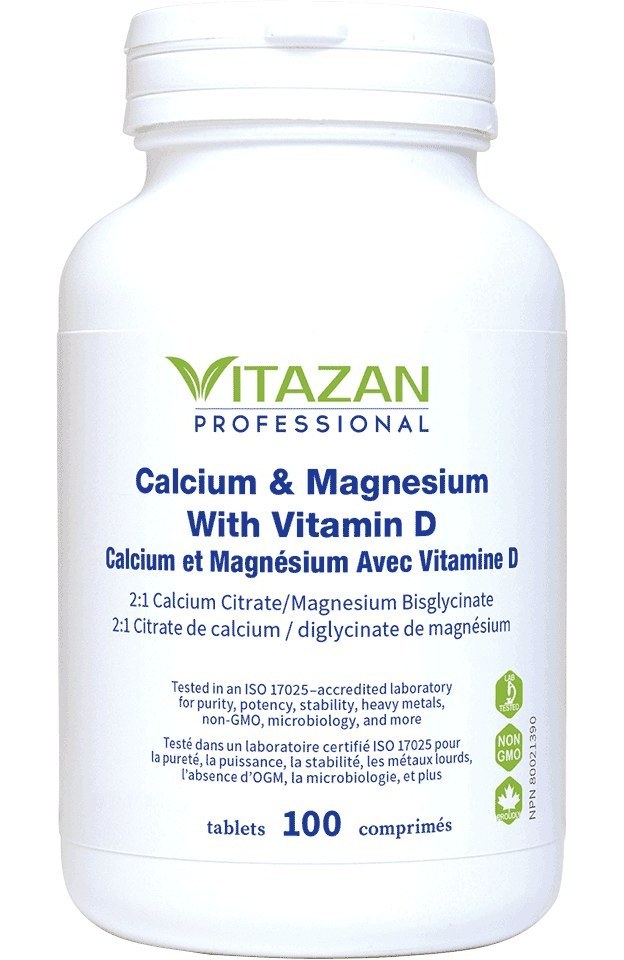 VITAZAN
PROFESSIONAL
Calcium & Magnesium
With Vitamin D
Calcium et Magnésium Avec Vitamine D
2:1 Calcium Citrate/Magnesium Bisglycinate
2:1 Citrate de calcium / diglycinate de magnésium
Tested in an ISO 17025–accredited laboratory
for purity, potency, stability, heavy metals,
non-GMO, microbiology, and more
Testé dans un laboratoire certifié ISO 17025 pour
la pureté, la puissance, la stabilité, les métaux lourds,
l'absence d'OGM, la microbiologie, et plus
tablets 100 comprimés
LAB
TESTED
NON
GMO
PROUDLY
NPN 80021390